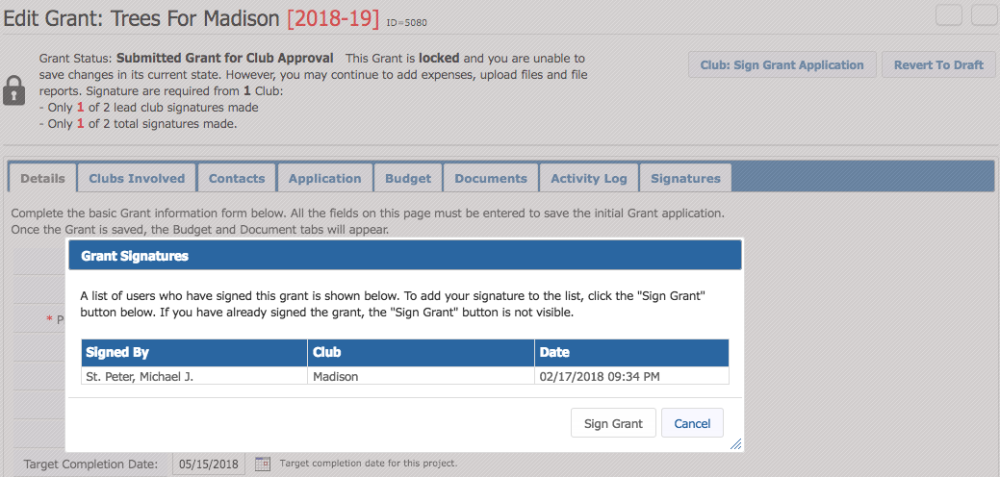 Edit Grant: Trees For Madison [2018-19] ID=5080
Grant Status: Submitted Grant for Club Approval This Grant is locked and you are unable to
save changes in its current state. However, you may continue to add expenses, upload files and file
reports. Signature are required from 1 Club:
- Only 1 of 2 lead club signatures made
- Only 1 of 2 total signatures made.
Club: Sign Grant Application
Revert To Draft
Details Clubs Involved Contacts Application Budget Documents Activity Log Signatures
Complete the basic Grant information form below. All the fields on this page must be entered to save the initial Grant application.
Once the Grant is saved, the Budget and Document tabs will appear.
Grant Signatures
A list of users who have signed this grant is shown below. To add your signature to the list, click the "Sign Grant"
button below. If you have already signed the grant, the "Sign Grant" button is not visible.
Signed By Club Date
St. Peter, Michael J. Madison 02/17/2018 09:34 PM
Sign Grant Cancel
* P
Target Completion Date: 05/15/2018 Target completion date for this project.